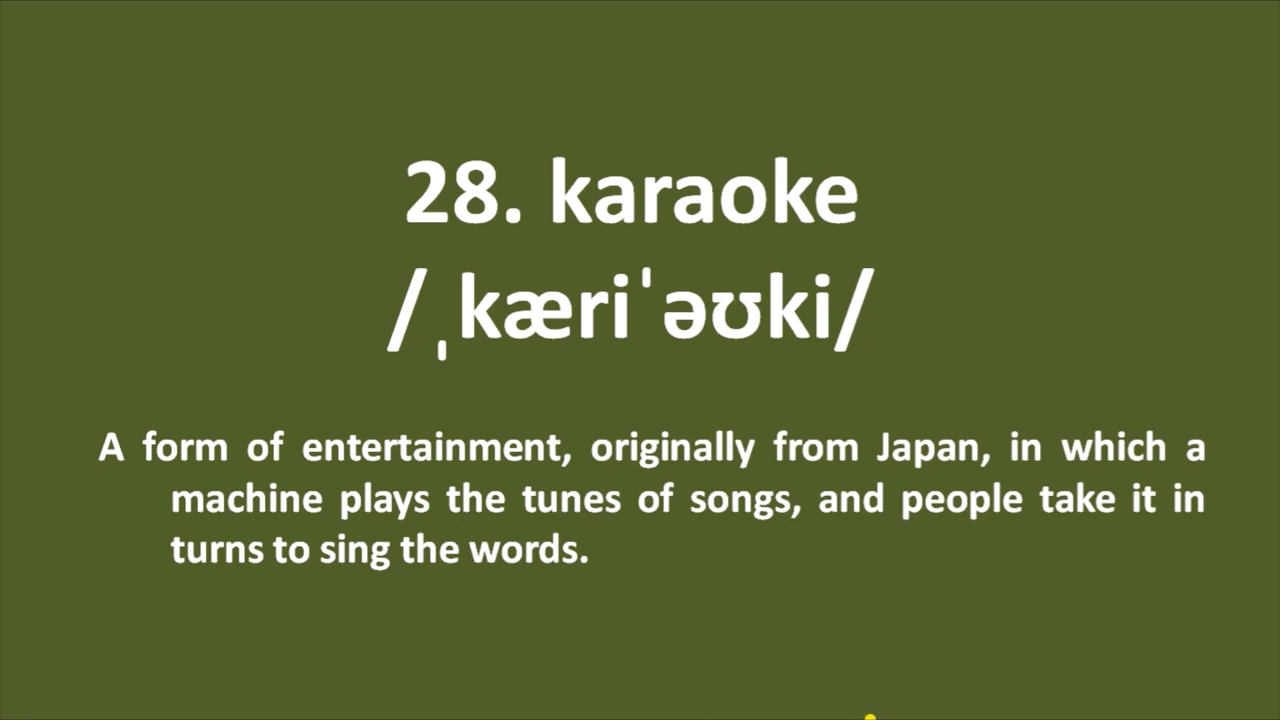 28. karaoke
/ˌkæriˈəʊki/
A form of entertainment, originally from Japan, in which a
machine plays the tunes of songs, and people take it in
turns to sing the words.